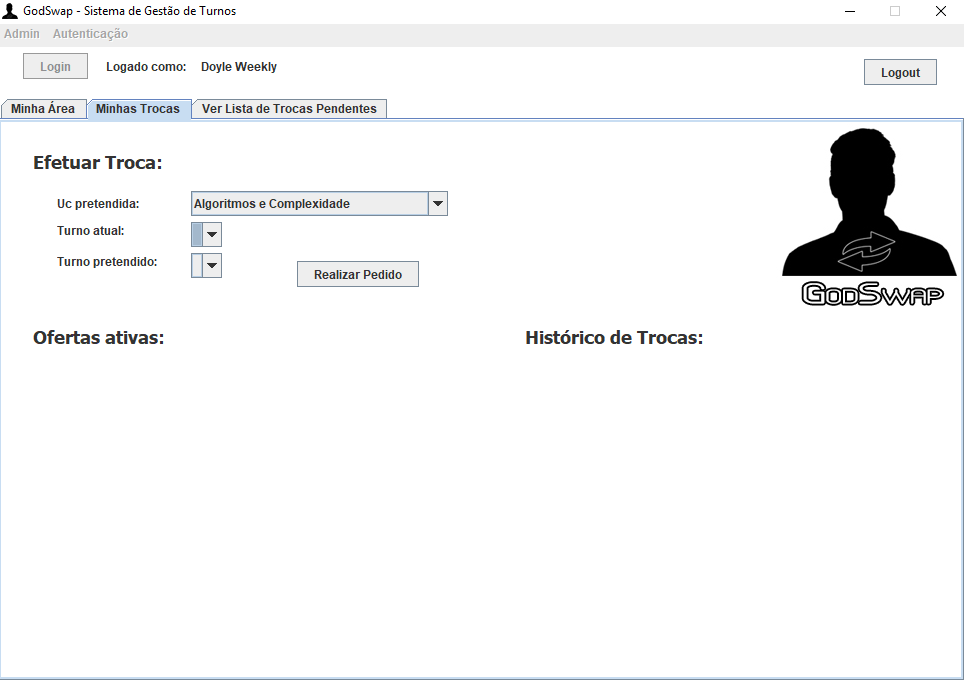 GodSwap - Sistema de Gestão de Turnos
Admin Autenticação
Login Logado como: Doyle Weekly Logout
Minha Área Minhas Trocas Ver Lista de Trocas Pendentes
Efetuar Troca:
Uc pretendida: Algoritmos e Complexidade
Turno atual:
Turno pretendido:
Realizar Pedido
GodSwap
Ofertas ativas: Histórico de Trocas: